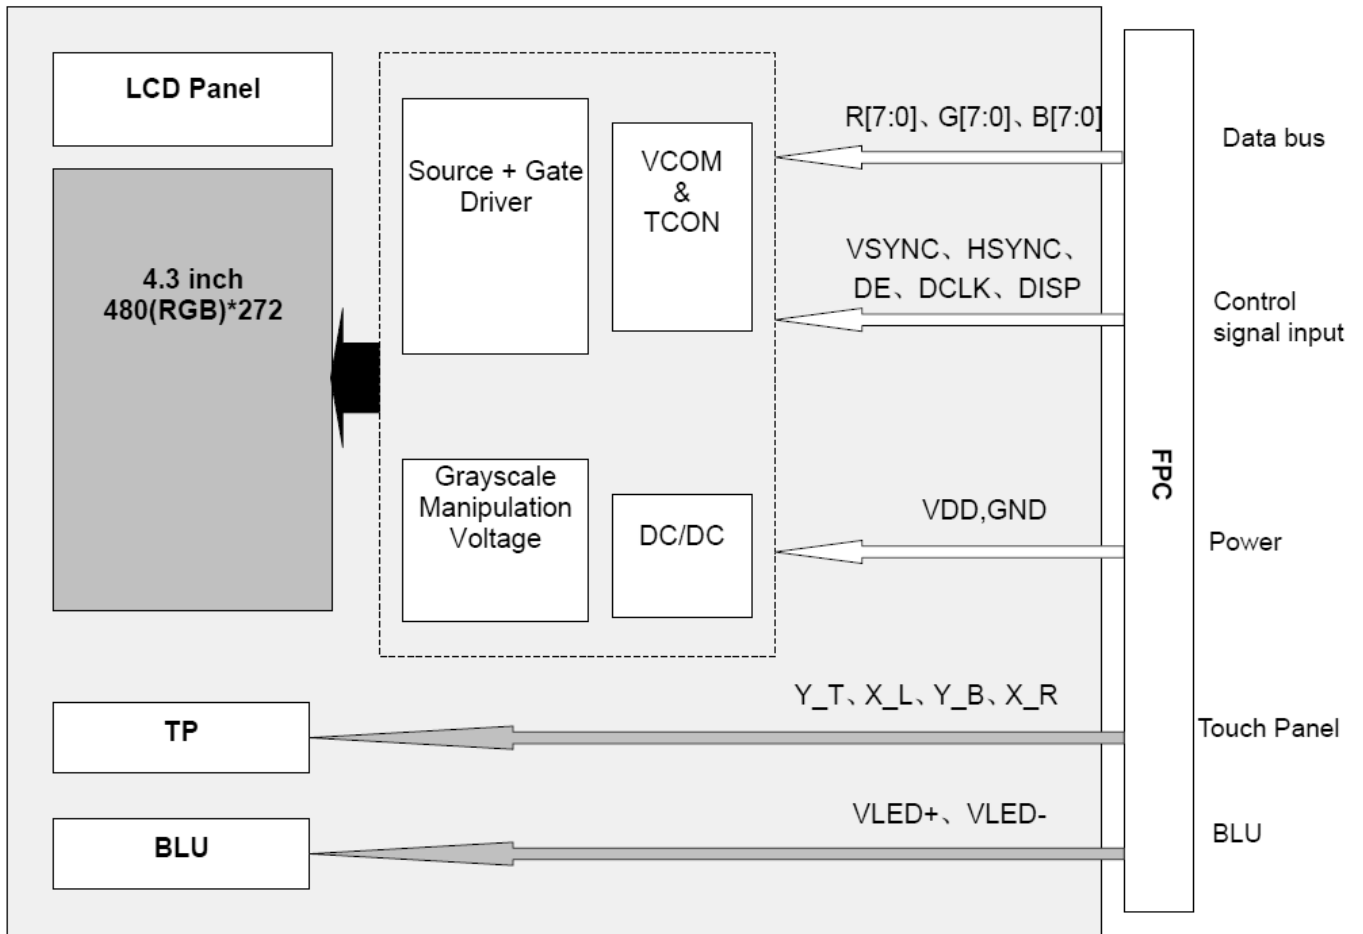 LCD Panel
4.3 inch
480(RGB)*272
Source + Gate
Driver
VCOM
&
TCON
Grayscale
Manipulation
Voltage
DC/DC
R[7:0]、G[7:0]、B[7:0]
VSYNC、HSYNC、
DE、DCLK、DISP
VDD,GND
Y_T、X_L、Y_B、X_R
VLED+、VLED-
TP
BLU
FPC
Data bus
Control
signal input
Power
Touch Panel
BLU